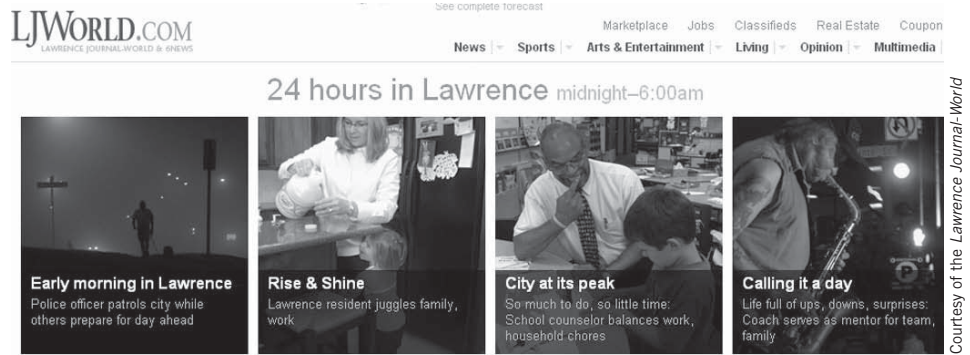 See complete forecast
LJWORLD.COM
LAWRENCE JOURNAL-WORLD & 6NEWS
Marketplace Jobs Classifieds Real Estate Coupon
News Sports Arts & Entertainment Living Opinion Multimedia
24 hours in Lawrence midnight–6:00am
Early morning in Lawrence
Police officer patrols city while
others prepare for day ahead
Rise & Shine
Lawrence resident juggles family,
work
City at its peak
So much to do, so little time:
School counselor balances work,
household chores
Calling it a day
Life full of ups, downs, surprises:
Coach serves as mentor for team,
family
P
Courtesy of the Lawrence Journal-World